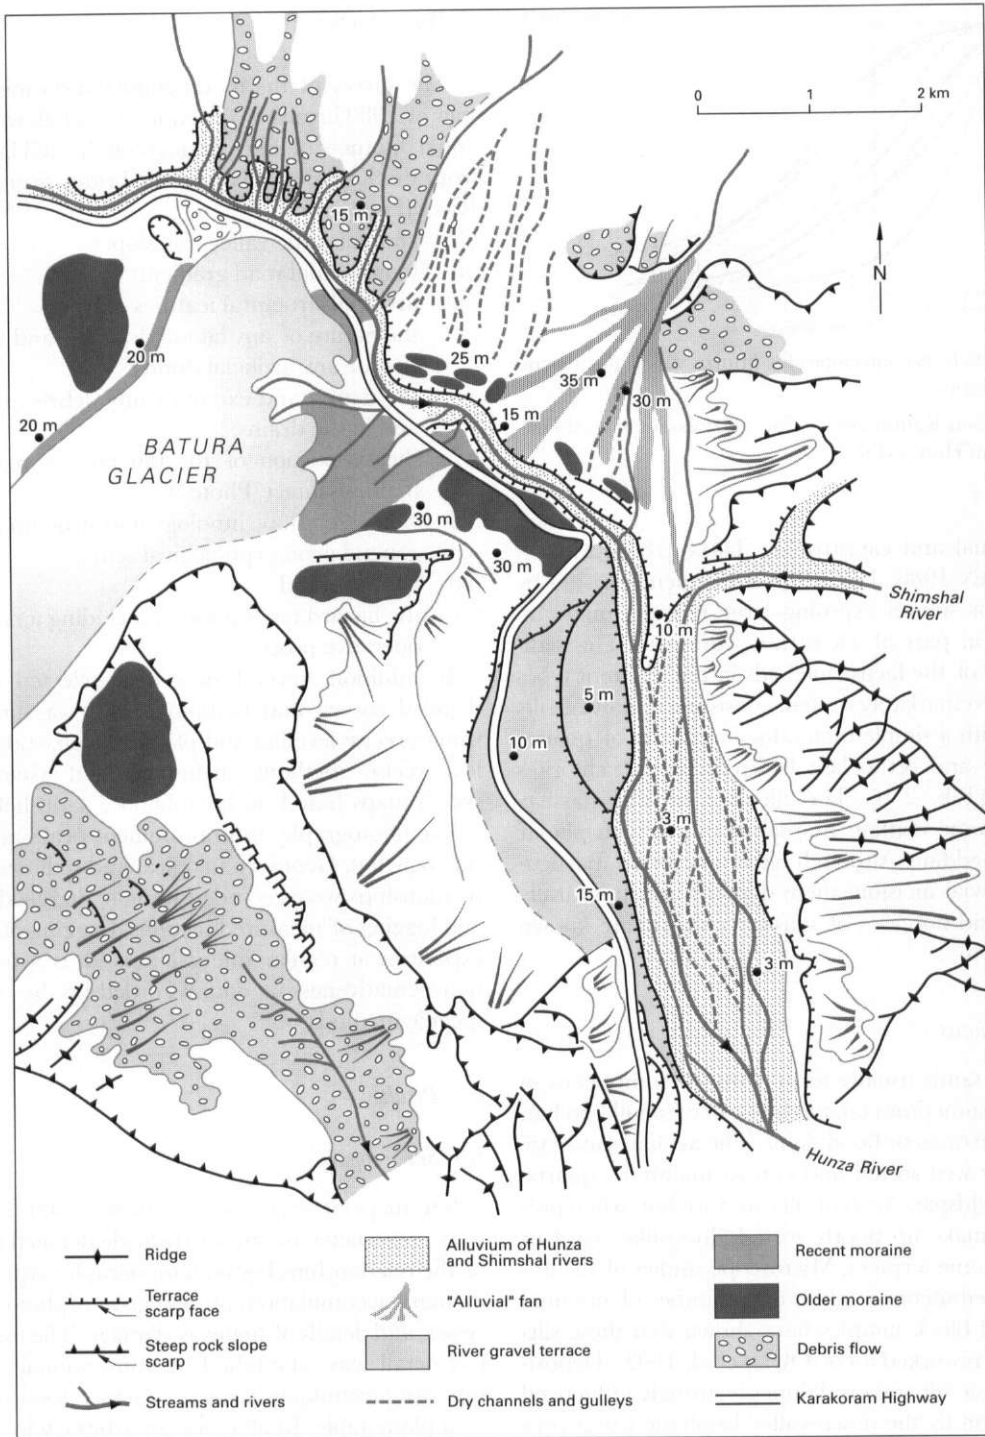 0 1 2 km
15 m
N
20 m
25 m
35 m
30 m
20 m
15 m
BATURA
GLACIER
30 m
30 m
Shimshal
River
10 m
5 m
10 m
3 m
15 m
3 m
Hunza River
Ridge
Terrace
scarp face
Steep rock slope
scarp
Streams and rivers
Alluvium of Hunza
and Shimshal rivers
"Alluvial" fan
River gravel terrace
Dry channels and gulleys
Recent moraine
Older moraine
Debris flow
Karakoram Highway